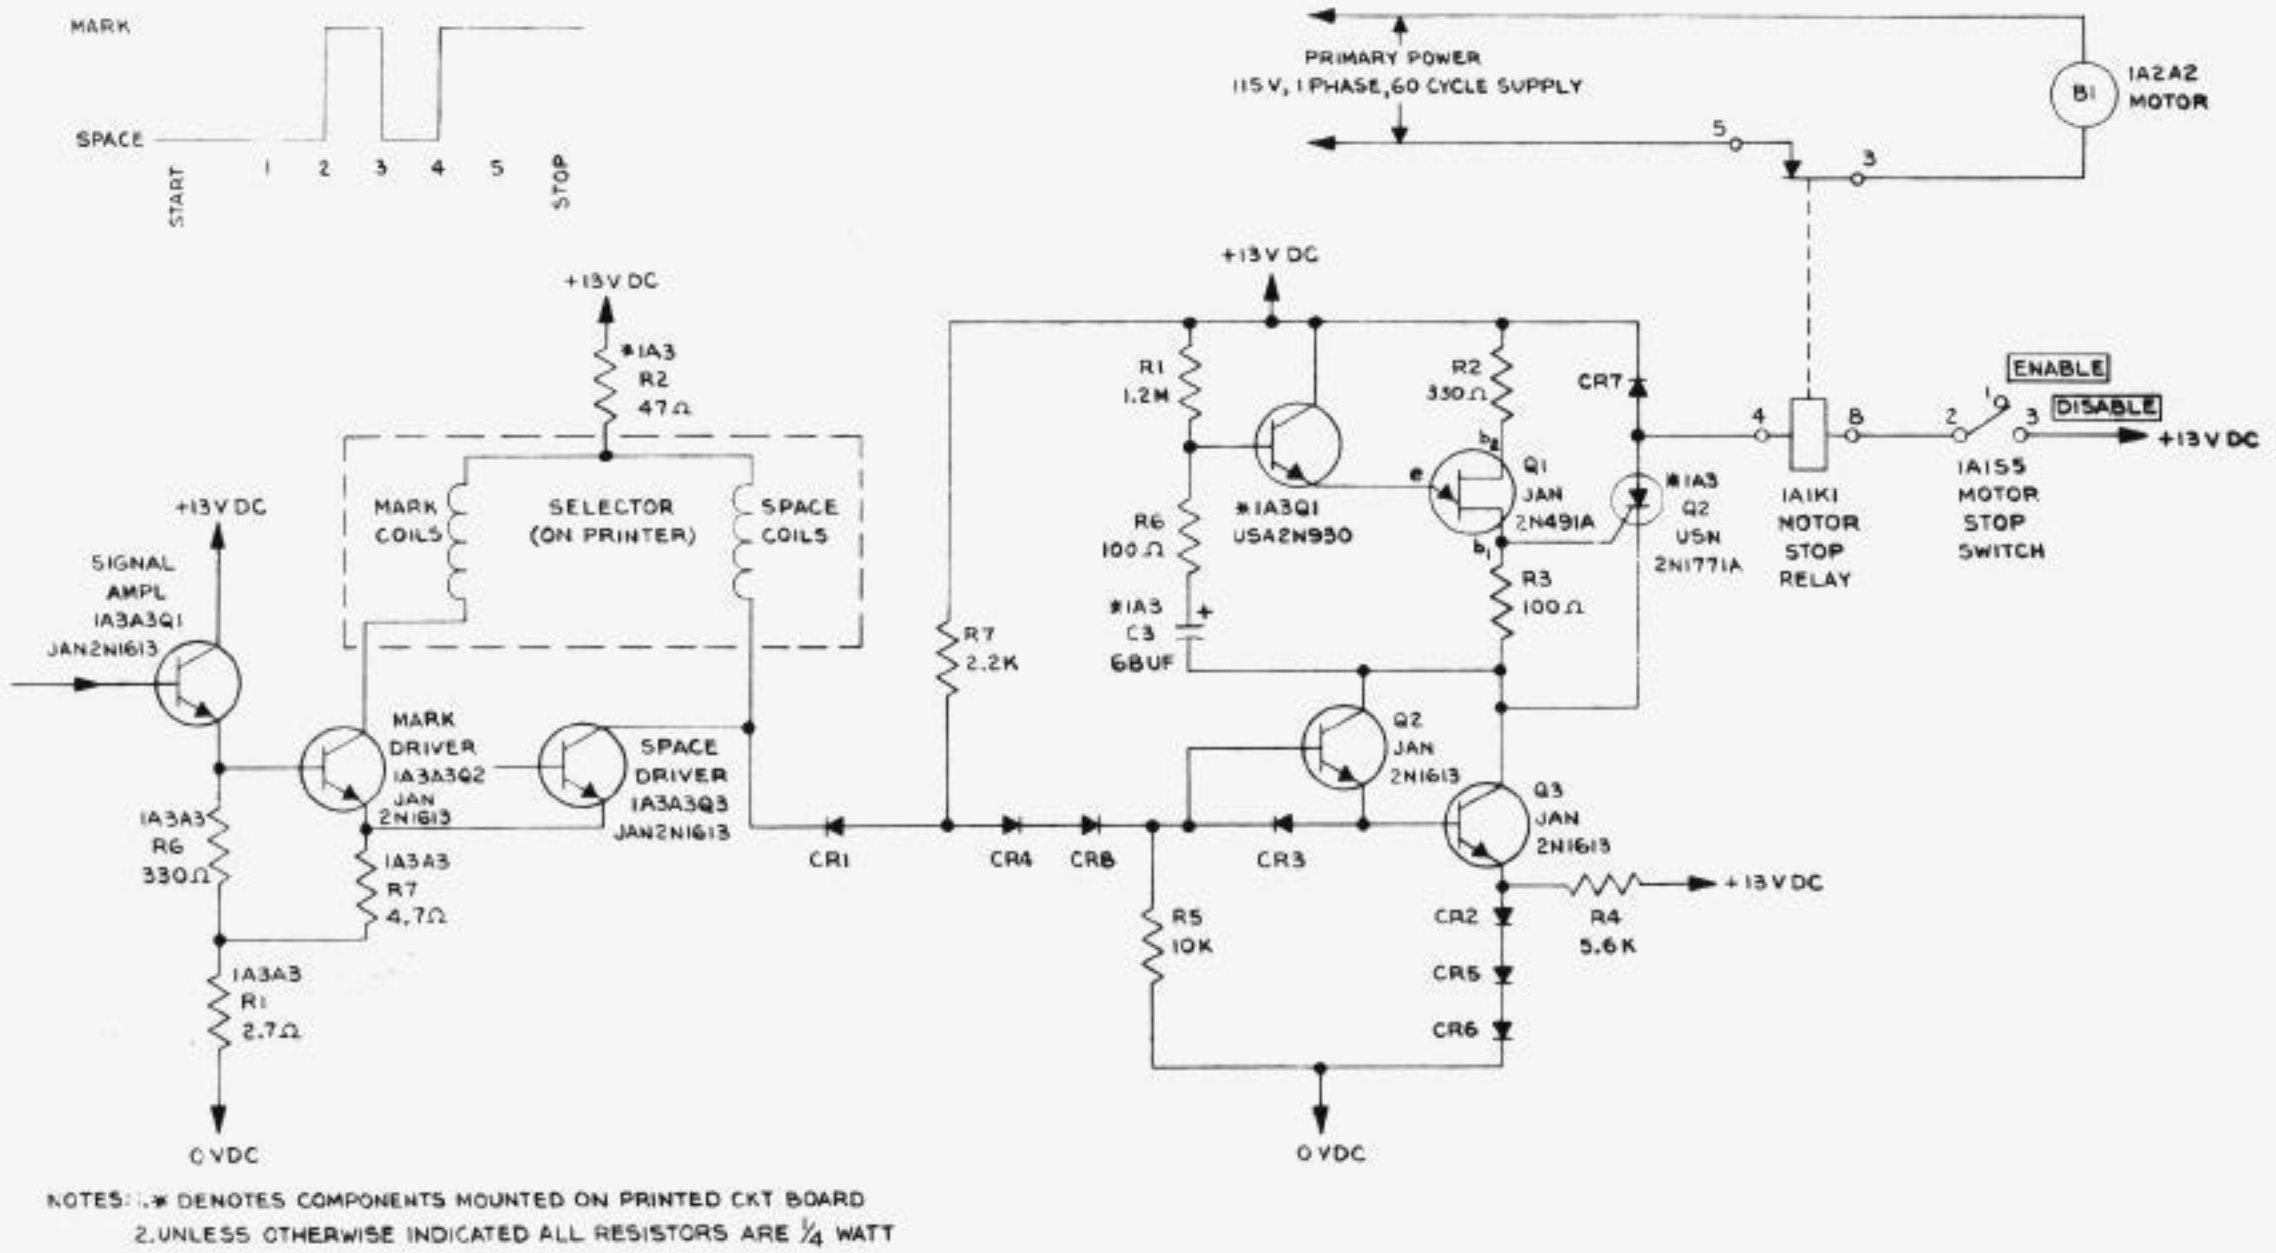 MARK
SPACE
START
1
2
3
4
5
STOP
PRIMARY POWER
115V, 1 PHASE, 60 CYCLE SUPPLY
B1
1A2A2
MOTOR
5
3
+13V DC
*1A3
R2
47Ω
MARK
COILS
SELECTOR
(ON PRINTER)
SPACE
COILS
+13V DC
SIGNAL
AMPL
1A3A3Q1
JAN2N1613
MARK
DRIVER
1A3A3Q2
JAN
2N1613
SPACE
DRIVER
1A3A3Q3
JAN2N1613
1A3A3
R6
330Ω
1A3A3
R7
4.7Ω
1A3A3
R1
2.7Ω
0 VDC
+13V DC
R1
1.2M
R2
330Ω
CR7
R6
100Ω
*1A3Q1
USA2N930
e
b2
b1
Q1
JAN
2N491A
*1A3
Q2
USN
2N1771A
4
8
1A1K1
MOTOR
STOP
RELAY
2
1
3
ENABLE
DISABLE
+13V DC
1A1S5
MOTOR
STOP
SWITCH
*1A3
C3
68UF
+
R3
100Ω
R7
2.2K
Q2
JAN
2N1613
Q3
JAN
2N1613
CR1
CR4
CR8
CR3
R5
10K
CR2
CR5
CR6
R4
5.6K
+13VDC
0 VDC
NOTES: 1.* DENOTES COMPONENTS MOUNTED ON PRINTED CKT BOARD
2.UNLESS OTHERWISE INDICATED ALL RESISTORS ARE ¼ WATT